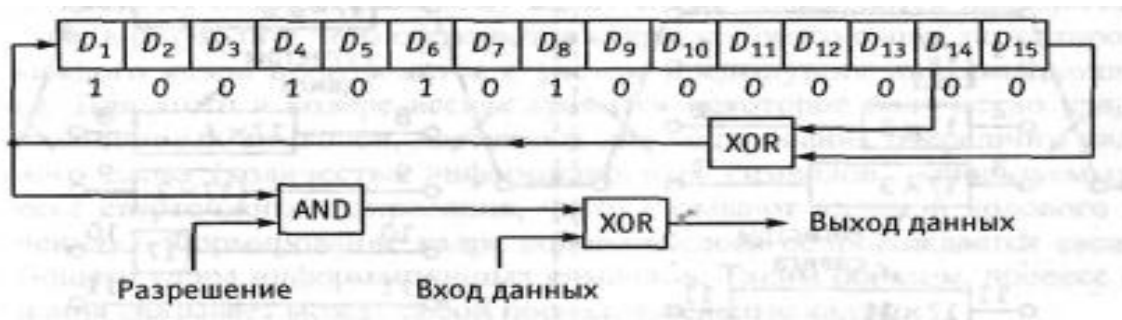 D1 D2 D3 D4 D5 D6 D7 D8 D9 D10 D11 D12 D13 D14 D15
1 0 0 1 0 1 0 1 0 0 0 0 0 0 0
XOR
AND
XOR
Выход данных
Разрешение
Вход данных